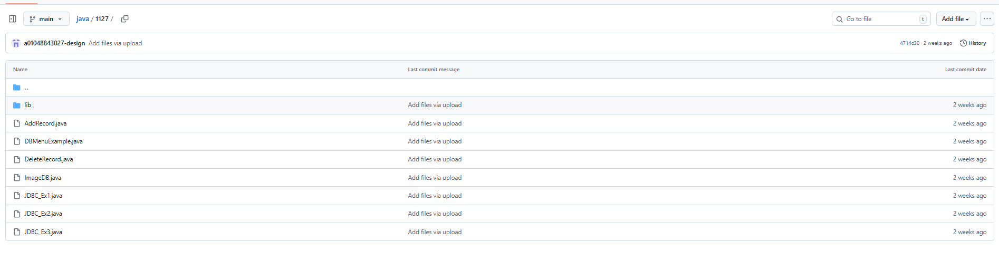 main java / 1127 / Go to file t Add file
a01048843027-design Add files via upload 4714c30 · 2 weeks ago History
Name Last commit message Last commit date
..
lib Add files via upload 2 weeks ago
AddRecord.java Add files via upload 2 weeks ago
DBMenuExample.java Add files via upload 2 weeks ago
DeleteRecord.java Add files via upload 2 weeks ago
ImageDB.java Add files via upload 2 weeks ago
JDBC_Ex1.java Add files via upload 2 weeks ago
JDBC_Ex2.java Add files via upload 2 weeks ago
JDBC_Ex3.java Add files via upload 2 weeks ago